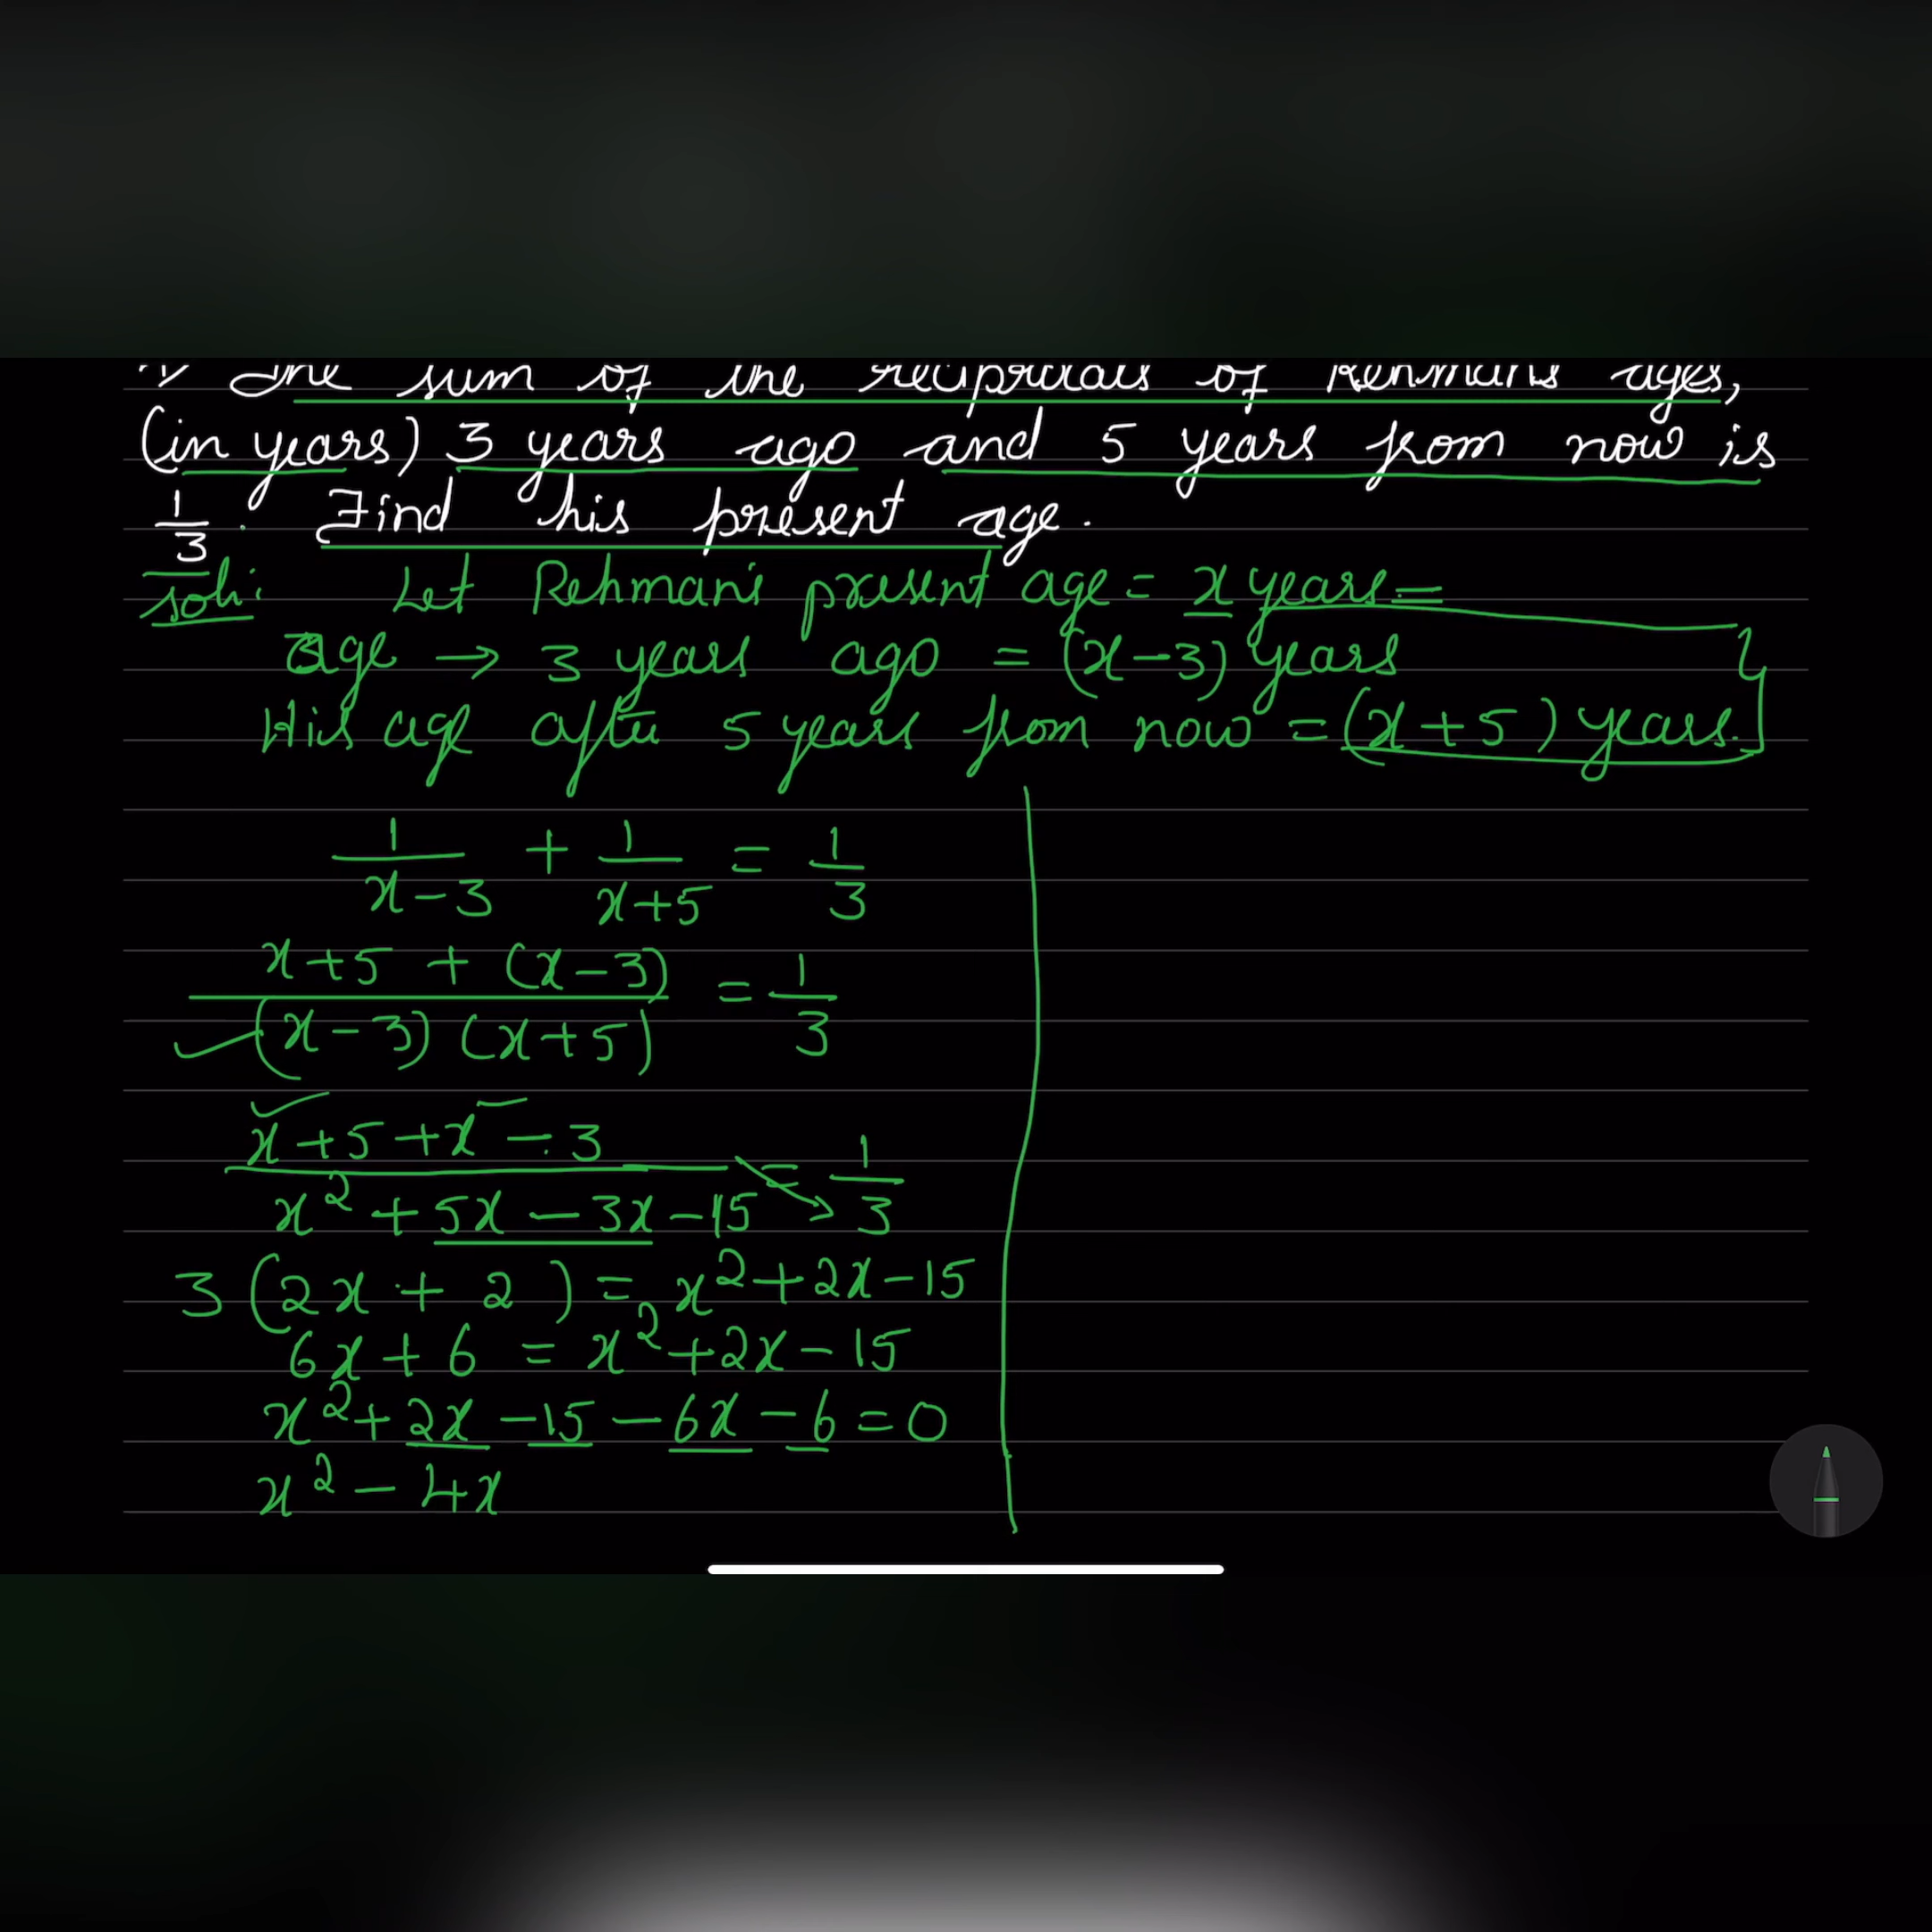 1) The sum of the reciprocals of Rehman's ages,
(in years) 3 years ago and 5 years from now is
1/3. Find his present age.
soln: Let Rehman's present age = x years.
age → 3 years ago = (x-3) years
His age after 5 years from now = (x+5) years.
1/(x-3) + 1/(x+5) = 1/3
(x+5 + (x-3))/((x-3)(x+5)) = 1/3
(x+5+x-3)/(x²+5x-3x-15) = 1/3
3(2x+2) = x²+2x-15
6x+6 = x²+2x-15
x²+2x-15-6x-6=0
x²-4x